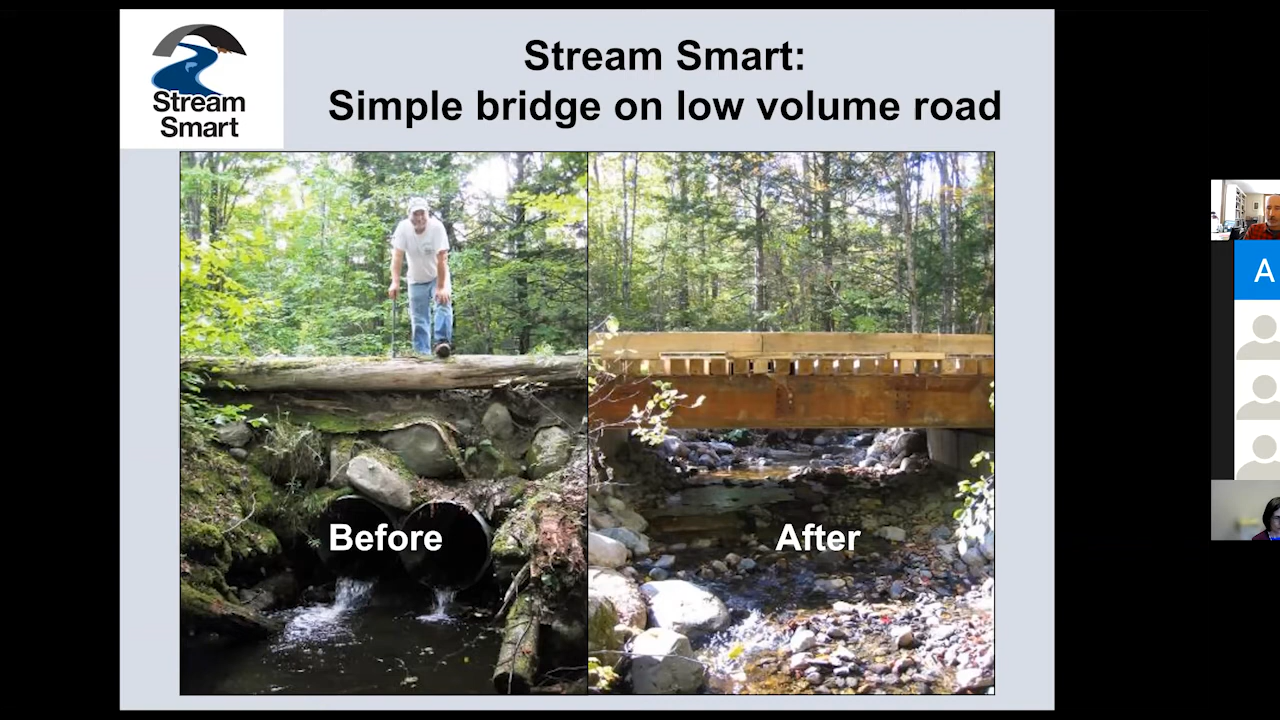 Stream
Smart
Stream Smart:
Simple bridge on low volume road
Before
After
A